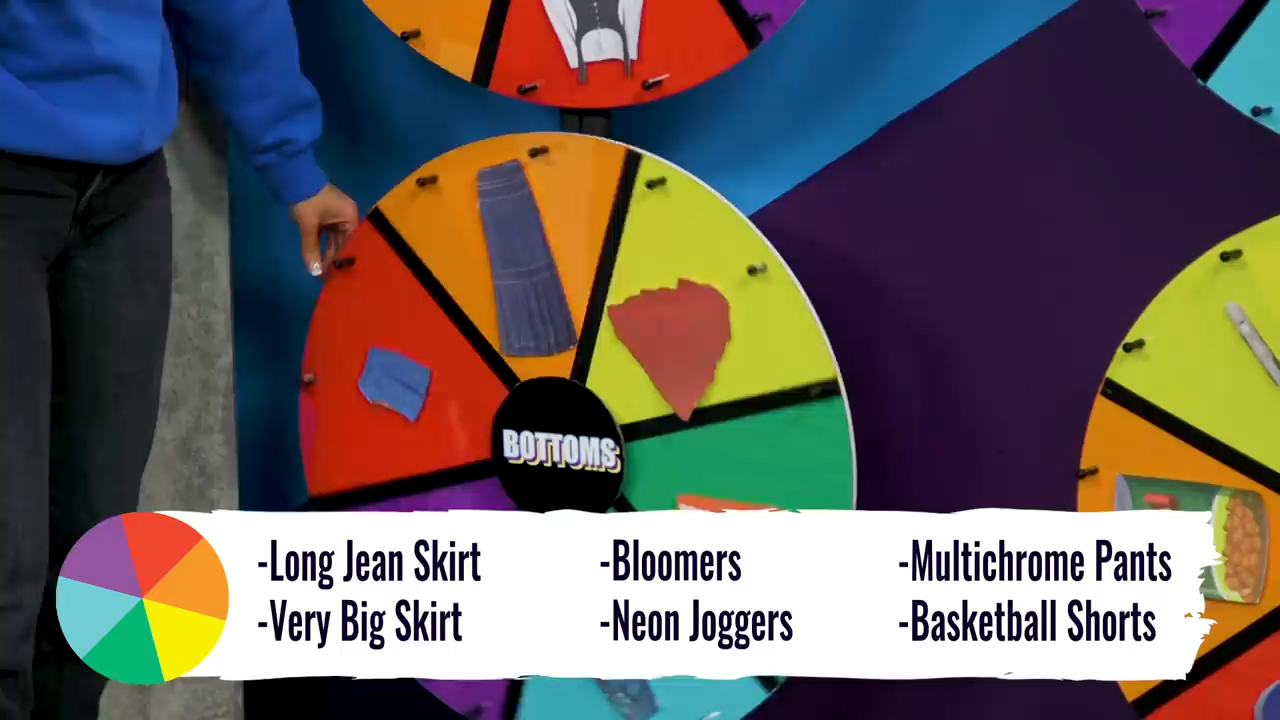 BOTTOMS
-Long Jean Skirt
-Very Big Skirt
-Bloomers
-Neon Joggers
-Multichrome Pants
-Basketball Shorts